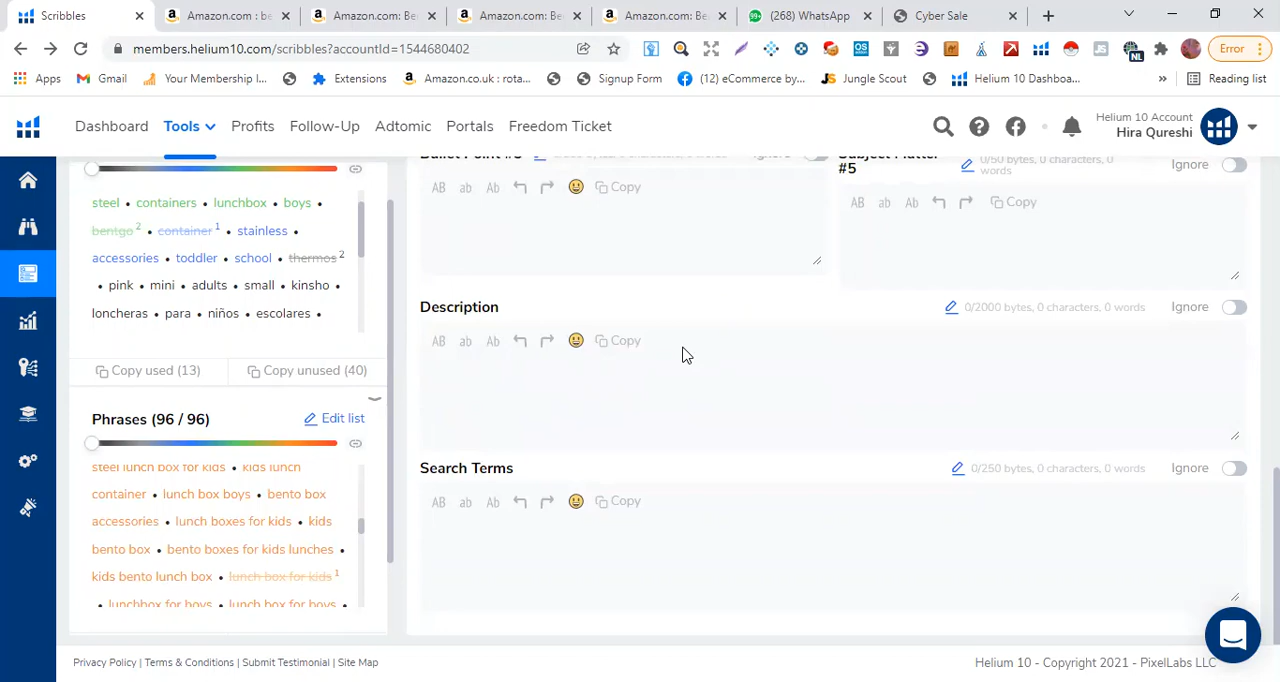 Scribbles
Amazon.com : be
Amazon.com: Be
Amazon.com: Be
Amazon.com: Be
(268) WhatsApp
Cyber Sale
members.helium10.com/scribbles?accountId=1544680402
Error
Apps
Gmail
Your Membership I...
Extensions
Amazon.co.uk : rota...
Signup Form
(12) eCommerce by...
Jungle Scout
Helium 10 Dashboa...
»
Reading list
Dashboard
Tools
Profits
Follow-Up
Adtomic
Portals
Freedom Ticket
Helium 10 Account
Hira Qureshi
steel • containers • lunchbox • boys •
bentgo 2 • container 1 • stainless •
accessories • toddler • school • thermos 2
• pink • mini • adults • small • kinsho •
loncheras • para • niños • escolares •
Copy used (13)
Copy unused (40)
Phrases (96 / 96)
Edit list
steel lunch box for kids • kids lunch
container • lunch box boys • bento box
accessories • lunch boxes for kids • kids
bento box • bento boxes for kids lunches •
kids bento lunch box • lunch box for kids 1
• lunchbox for boys • lunch box for boys •
Ignore
AB ab Ab Copy
#5
0/50 bytes, 0 characters, 0 words
Ignore
AB ab Ab Copy
Description
0/2000 bytes, 0 characters, 0 words
Ignore
AB ab Ab Copy
Search Terms
0/250 bytes, 0 characters, 0 words
Ignore
AB ab Ab Copy
Privacy Policy | Terms & Conditions | Submit Testimonial | Site Map
Helium 10 - Copyright 2021 - PixelLabs LLC